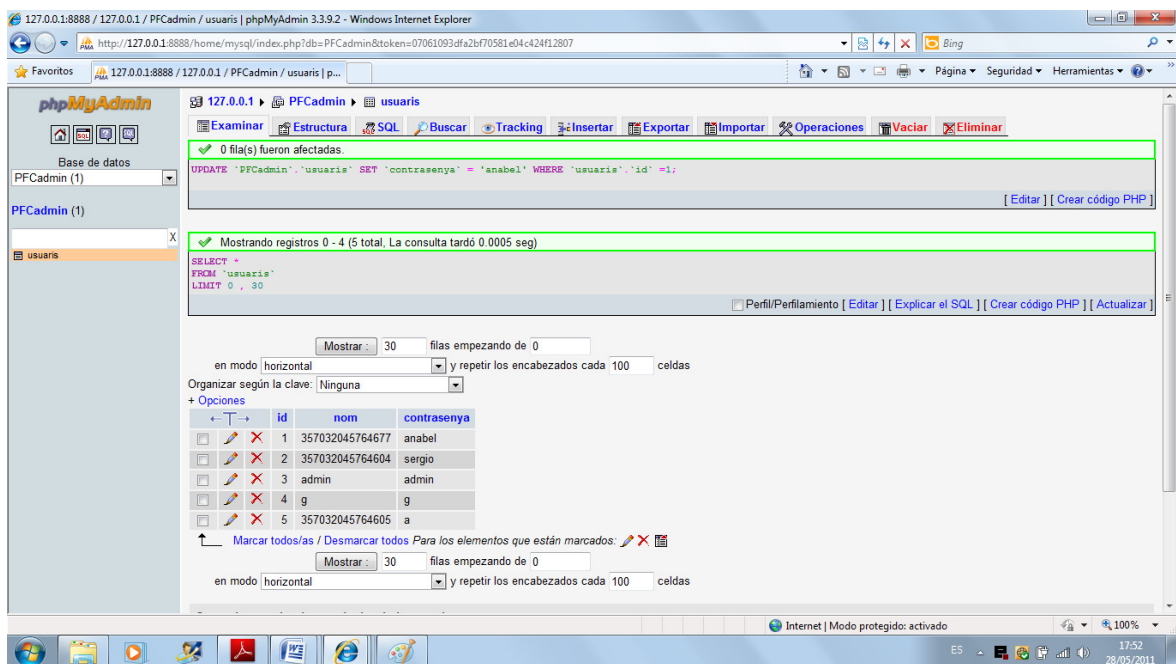 127.0.0.1:8888 / 127.0.0.1 / PFCadmin / usuaris | phpMyAdmin 3.3.9.2 - Windows Internet Explorer
http://127.0.0.1:8888/home/mysql/index.php?db=PFCadmin&token=07061093dfa2bf70581e04c424f12807
Bing
Favoritos
127.0.0.1:8888 / 127.0.0.1 / PFCadmin / usuaris | p...
Página Seguridad Herramientas
phpMyAdmin
Base de datos
PFCadmin (1)
PFCadmin (1)
X
usuaris
127.0.0.1 ▸ PFCadmin ▸ usuaris
Examinar Estructura SQL Buscar Tracking Insertar Exportar Importar Operaciones Vaciar Eliminar
0 fila(s) fueron afectadas.
UPDATE `PFCadmin`.`usuaris` SET `contrasenya` = 'anabel' WHERE `usuaris`.`id` =1;
[ Editar ] [ Crear código PHP ]
Mostrando registros 0 - 4 (5 total, La consulta tardó 0.0005 seg)
SELECT *
FROM `usuaris`
LIMIT 0 , 30
Perfil/Perfilamiento [ Editar ] [ Explicar el SQL ] [ Crear código PHP ] [ Actualizar ]
Mostrar : 30 filas empezando de 0
en modo horizontal y repetir los encabezados cada 100 celdas
Organizar según la clave: Ninguna
+ Opciones
←T→ id nom contrasenya
1 357032045764677 anabel
2 357032045764604 sergio
3 admin admin
4 g g
5 357032045764605 a
Marcar todos/as / Desmarcar todos Para los elementos que están marcados:
Mostrar : 30 filas empezando de 0
en modo horizontal y repetir los encabezados cada 100 celdas
Internet | Modo protegido: activado
100%
ES
17:52
28/05/2011